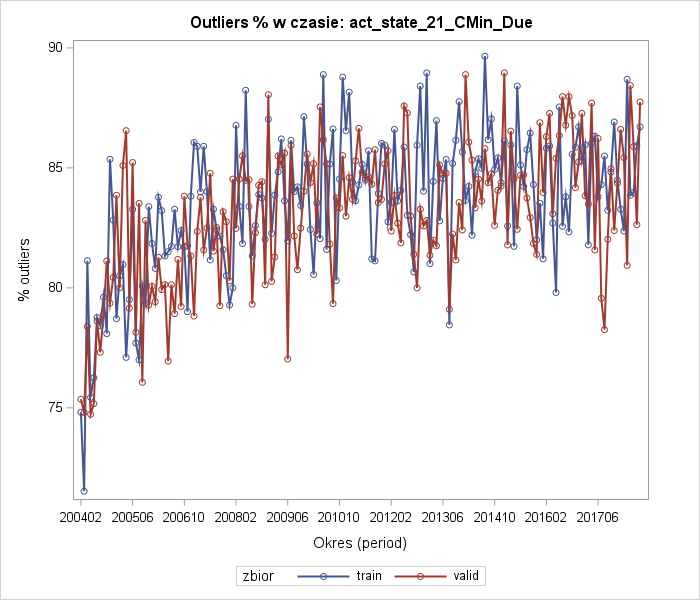 Outliers % w czasie: act_state_21_CMin_Due
90
85
80
75
% outliers
200402 200506 200610 200802 200906 201010 201202 201306 201410 201602 201706
Okres (period)
zbior train valid